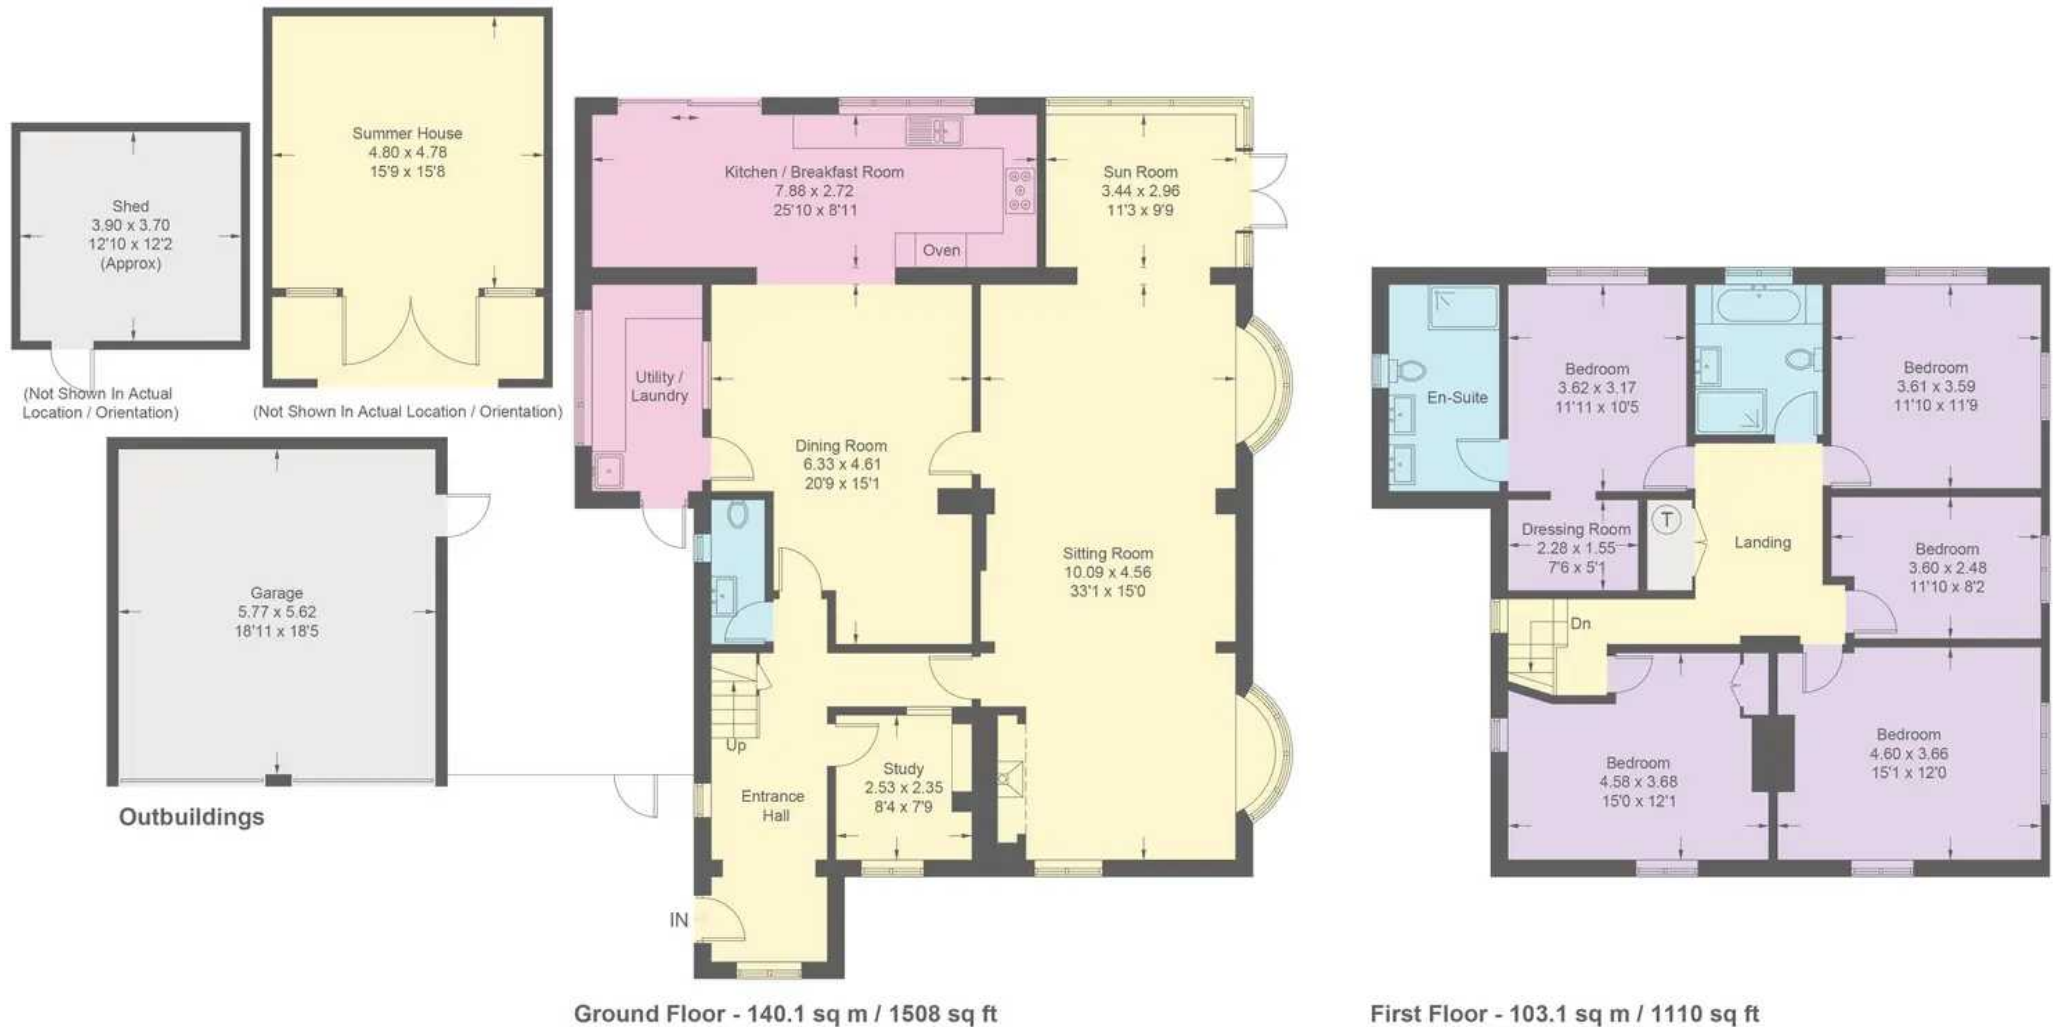 Summer House
4.80 x 4.78
15'9 x 15'8
Shed
3.90 x 3.70
12'10 x 12'2
(Approx)
(Not Shown In Actual
Location / Orientation)
(Not Shown In Actual Location / Orientation)
Garage
5.77 x 5.62
18'11 x 18'5
Outbuildings
Kitchen / Breakfast Room
7.88 x 2.72
25'10 x 8'11
Oven
Sun Room
3.44 x 2.96
11'3 x 9'9
Utility /
Laundry
Dining Room
6.33 x 4.61
20'9 x 15'1
Sitting Room
10.09 x 4.56
33'1 x 15'0
Up
Entrance
Hall
Study
2.53 x 2.35
8'4 x 7'9
IN
Ground Floor - 140.1 sq m / 1508 sq ft
En-Suite
Bedroom
3.62 x 3.17
11'11 x 10'5
Bedroom
3.61 x 3.59
11'10 x 11'9
Dressing Room
2.28 x 1.55
7'6 x 5'1
T
Landing
Bedroom
3.60 x 2.48
11'10 x 8'2
Dn
Bedroom
4.58 x 3.68
15'0 x 12'1
Bedroom
4.60 x 3.66
15'1 x 12'0
First Floor - 103.1 sq m / 1110 sq ft